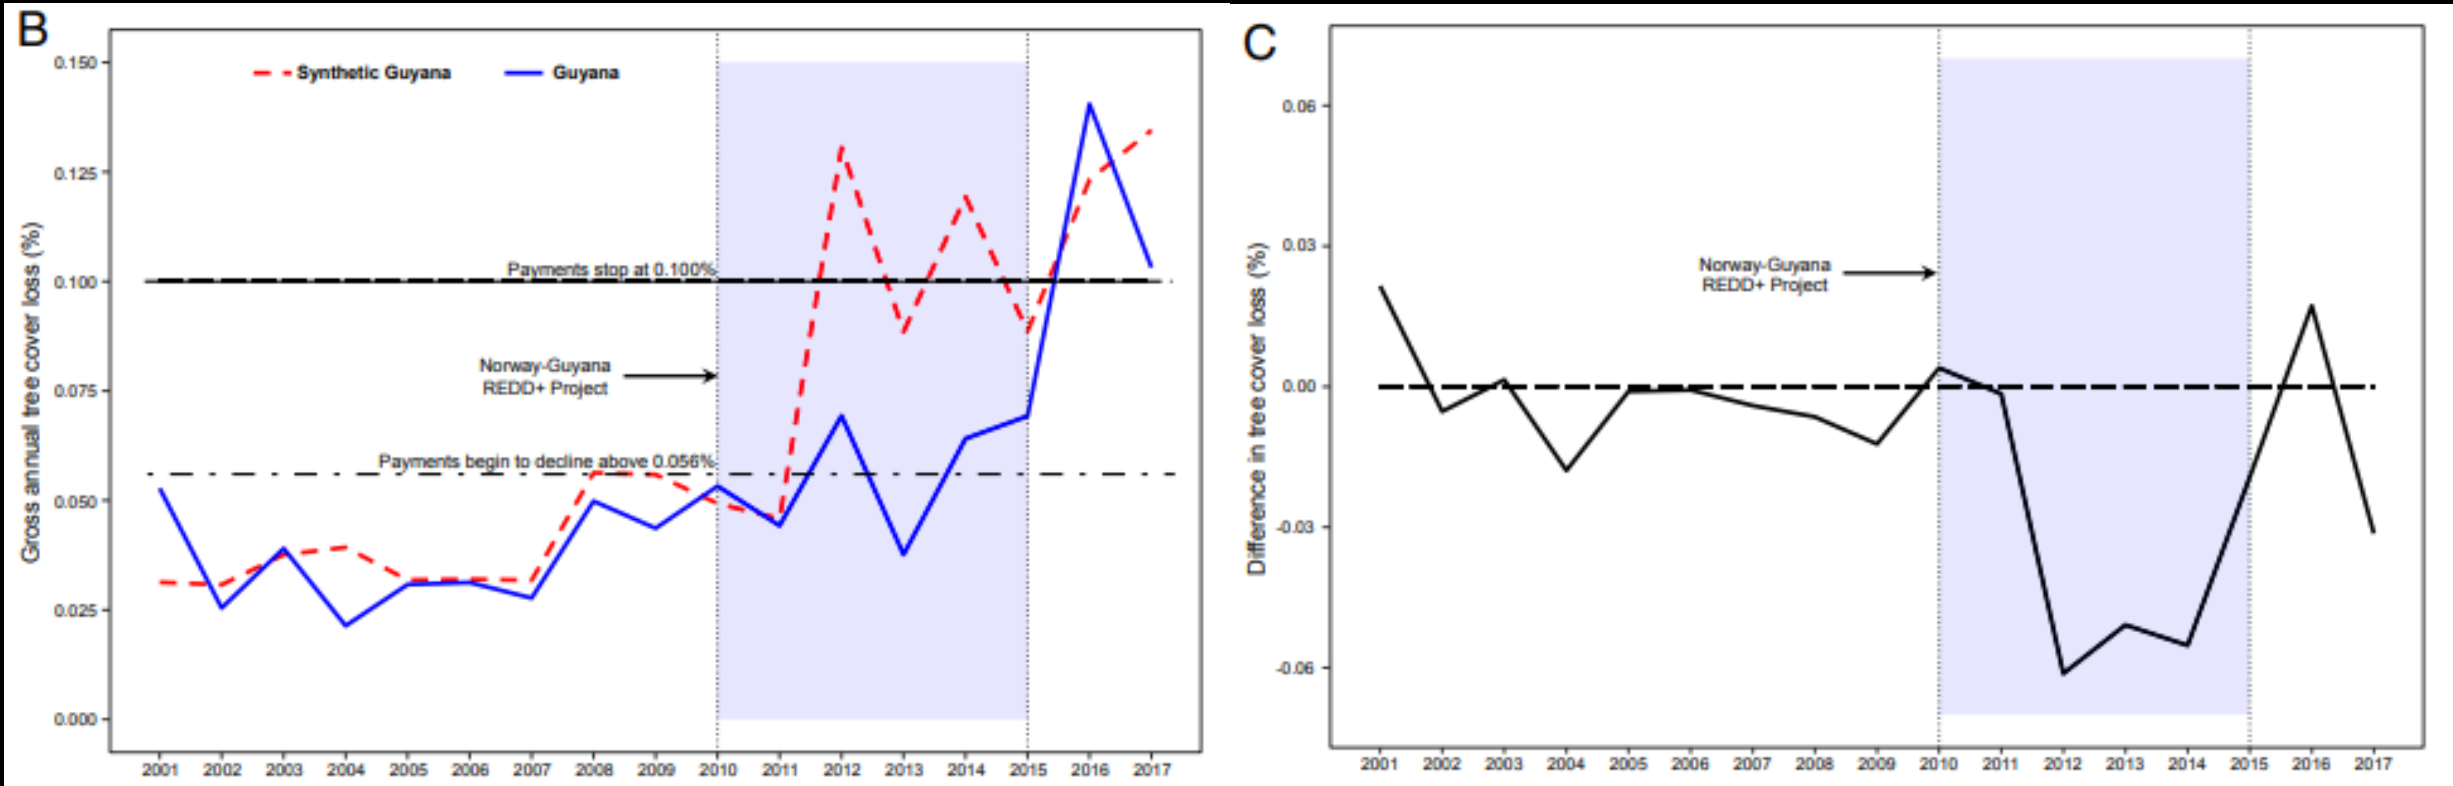 B
Gross annual tree cover loss (%)
0.150
0.125
0.100
0.075
0.050
0.025
0.000
Synthetic Guyana
Guyana
Payments stop at 0.100%
Norway-Guyana
REDD+ Project
Payments begin to decline above 0.056%
2001 2002 2003 2004 2005 2006 2007 2008 2009 2010 2011 2012 2013 2014 2015 2016 2017
C
Difference in tree cover loss (%)
0.06
0.03
0.00
-0.03
-0.06
Norway-Guyana
REDD+ Project
2001 2002 2003 2004 2005 2006 2007 2008 2009 2010 2011 2012 2013 2014 2015 2016 2017